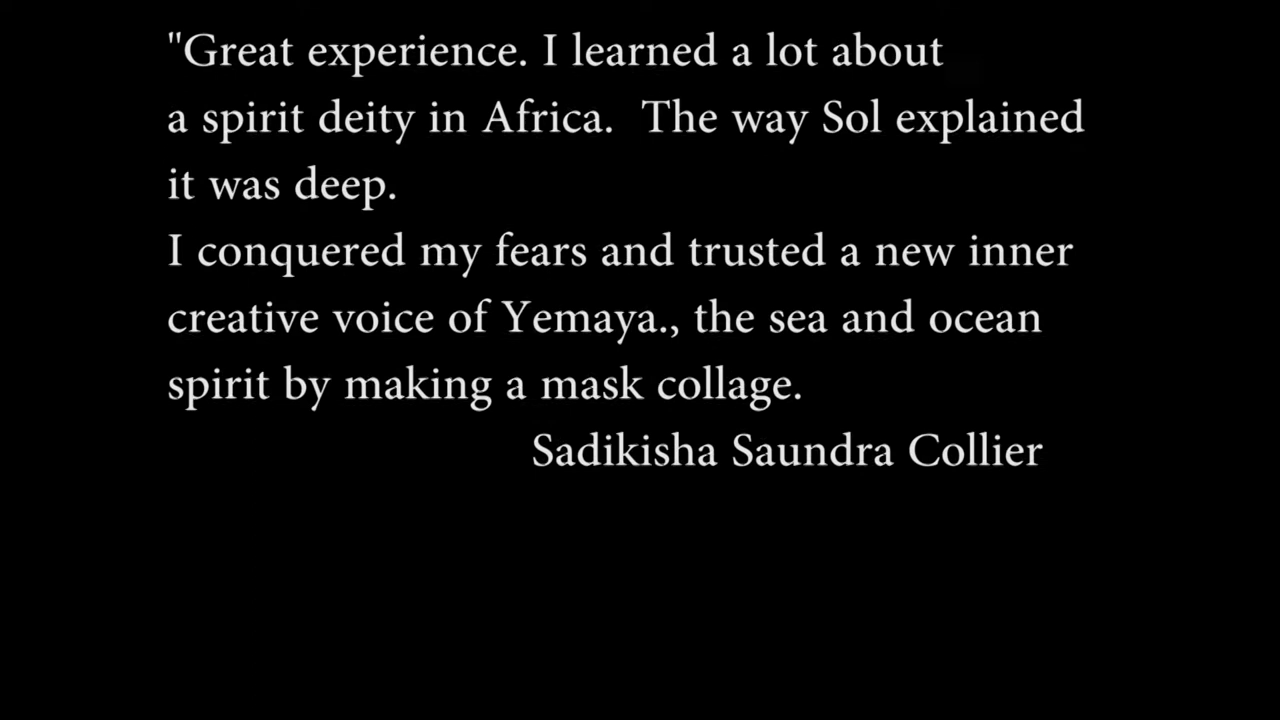 "Great experience. I learned a lot about
a spirit deity in Africa.  The way Sol explained
it was deep.
I conquered my fears and trusted a new inner
creative voice of Yemaya., the sea and ocean
spirit by making a mask collage.
Sadikisha Saundra Collier